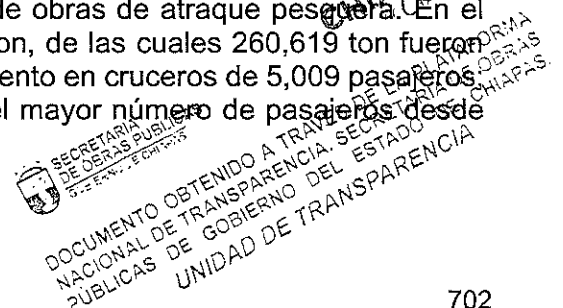 de obras de atraque pesquera. En el
on, de las cuales 260,619 ton fueron
ento en cruceros de 5,009 pasajeros,
el mayor número de pasajeros desde
SECRETARÍA
DE OBRAS PÚBLICAS
DOCUMENTO OBTENIDO A TRAVÉS DE LA PLATAFORMA
NACIONAL DE TRANSPARENCIA, SECRETARÍA DE OBRAS
PÚBLICAS DE GOBIERNO DEL ESTADO DE CHIAPAS.
UNIDAD DE TRANSPARENCIA
702